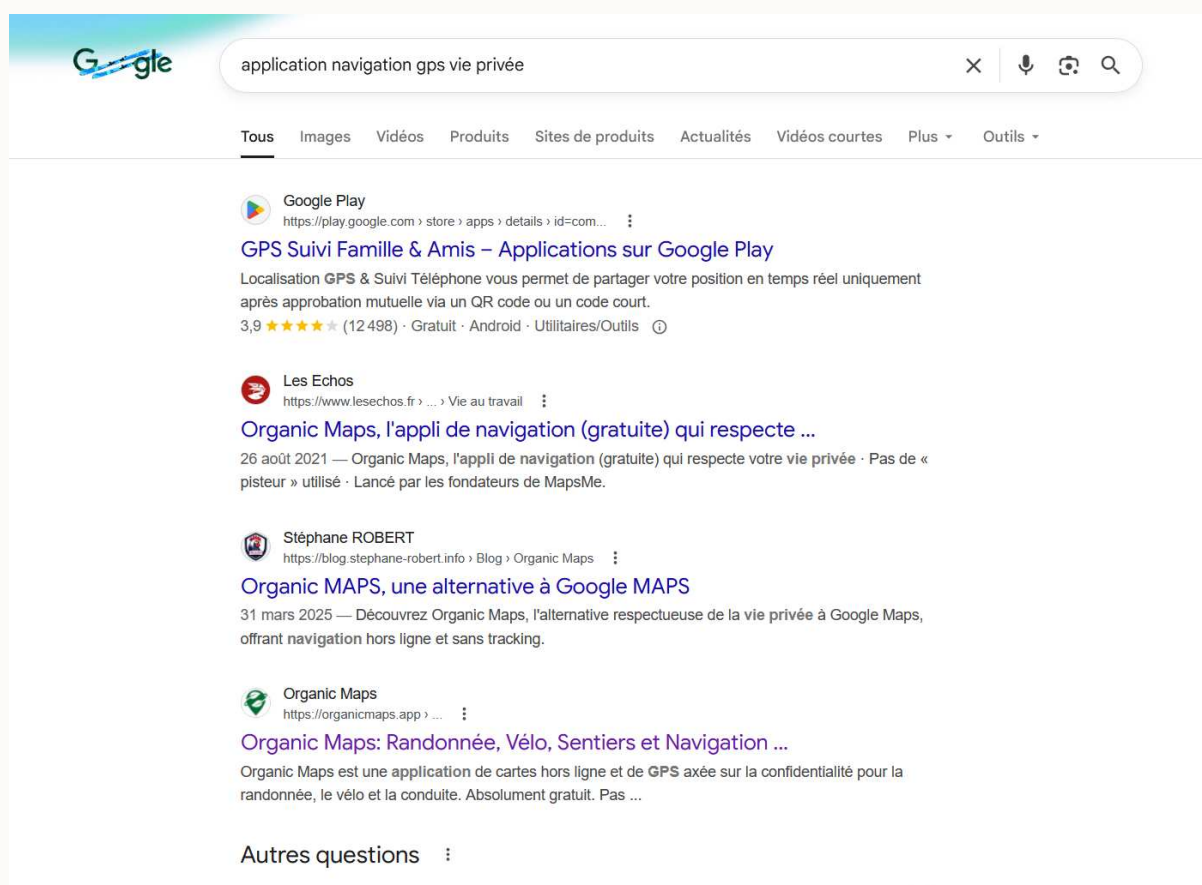 Google
application navigation gps vie privée
Tous Images Vidéos Produits Sites de produits Actualités Vidéos courtes Plus Outils
Google Play
https://play.google.com › store › apps › details › id=com...
GPS Suivi Famille & Amis – Applications sur Google Play
Localisation GPS & Suivi Téléphone vous permet de partager votre position en temps réel uniquement
après approbation mutuelle via un QR code ou un code court.
3,9 ★★★★★ (12 498) · Gratuit · Android · Utilitaires/Outils
Les Echos
https://www.lesechos.fr › ... › Vie au travail
Organic Maps, l'appli de navigation (gratuite) qui respecte ...
26 août 2021 — Organic Maps, l'appli de navigation (gratuite) qui respecte votre vie privée · Pas de «
pisteur » utilisé · Lancé par les fondateurs de MapsMe.
Stéphane ROBERT
https://blog.stephane-robert.info › Blog › Organic Maps
Organic MAPS, une alternative à Google MAPS
31 mars 2025 — Découvrez Organic Maps, l'alternative respectueuse de la vie privée à Google Maps,
offrant navigation hors ligne et sans tracking.
Organic Maps
https://organicmaps.app › ...
Organic Maps: Randonnée, Vélo, Sentiers et Navigation ...
Organic Maps est une application de cartes hors ligne et de GPS axée sur la confidentialité pour la
randonnée, le vélo et la conduite. Absolument gratuit. Pas ...
Autres questions